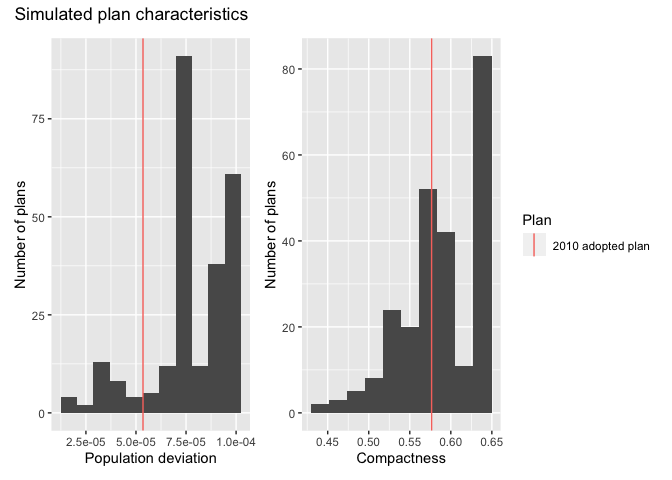 Simulated plan characteristics
Number of plans
75
50
25
0
2.5e-05 5.0e-05 7.5e-05 1.0e-04
Population deviation
Number of plans
80
60
40
20
0
0.45 0.50 0.55 0.60 0.65
Compactness
Plan
2010 adopted plan